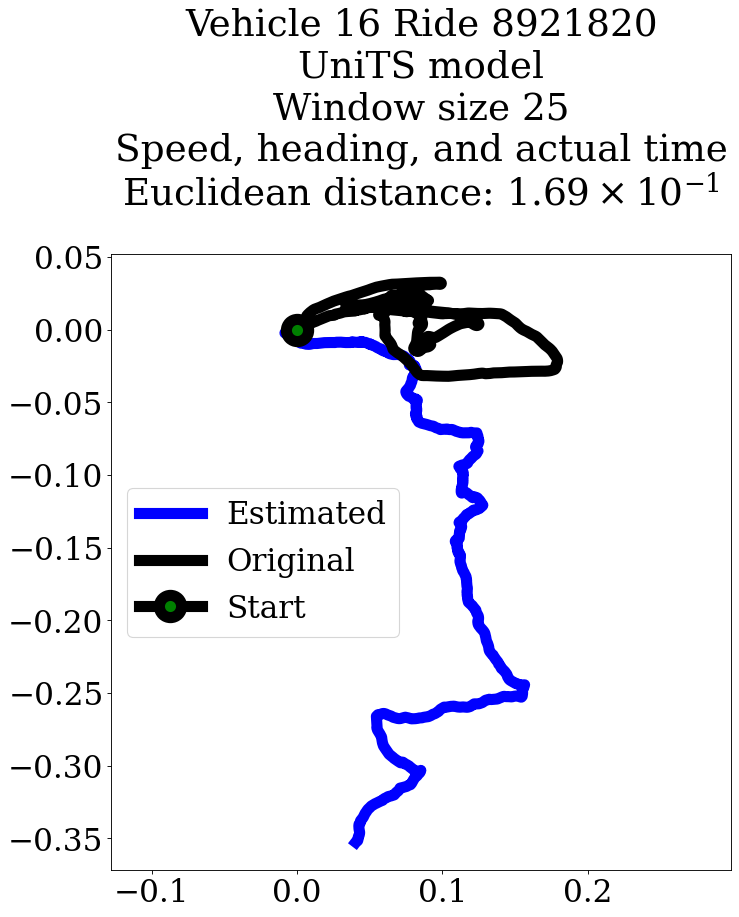 Vehicle 16 Ride 8921820
UniTS model
Window size 25
Speed, heading, and actual time
Euclidean distance: 1.69 × 10⁻¹
0.05
0.00
−0.05
−0.10
−0.15
−0.20
−0.25
−0.30
−0.35
Estimated
Original
Start
−0.1
0.0
0.1
0.2